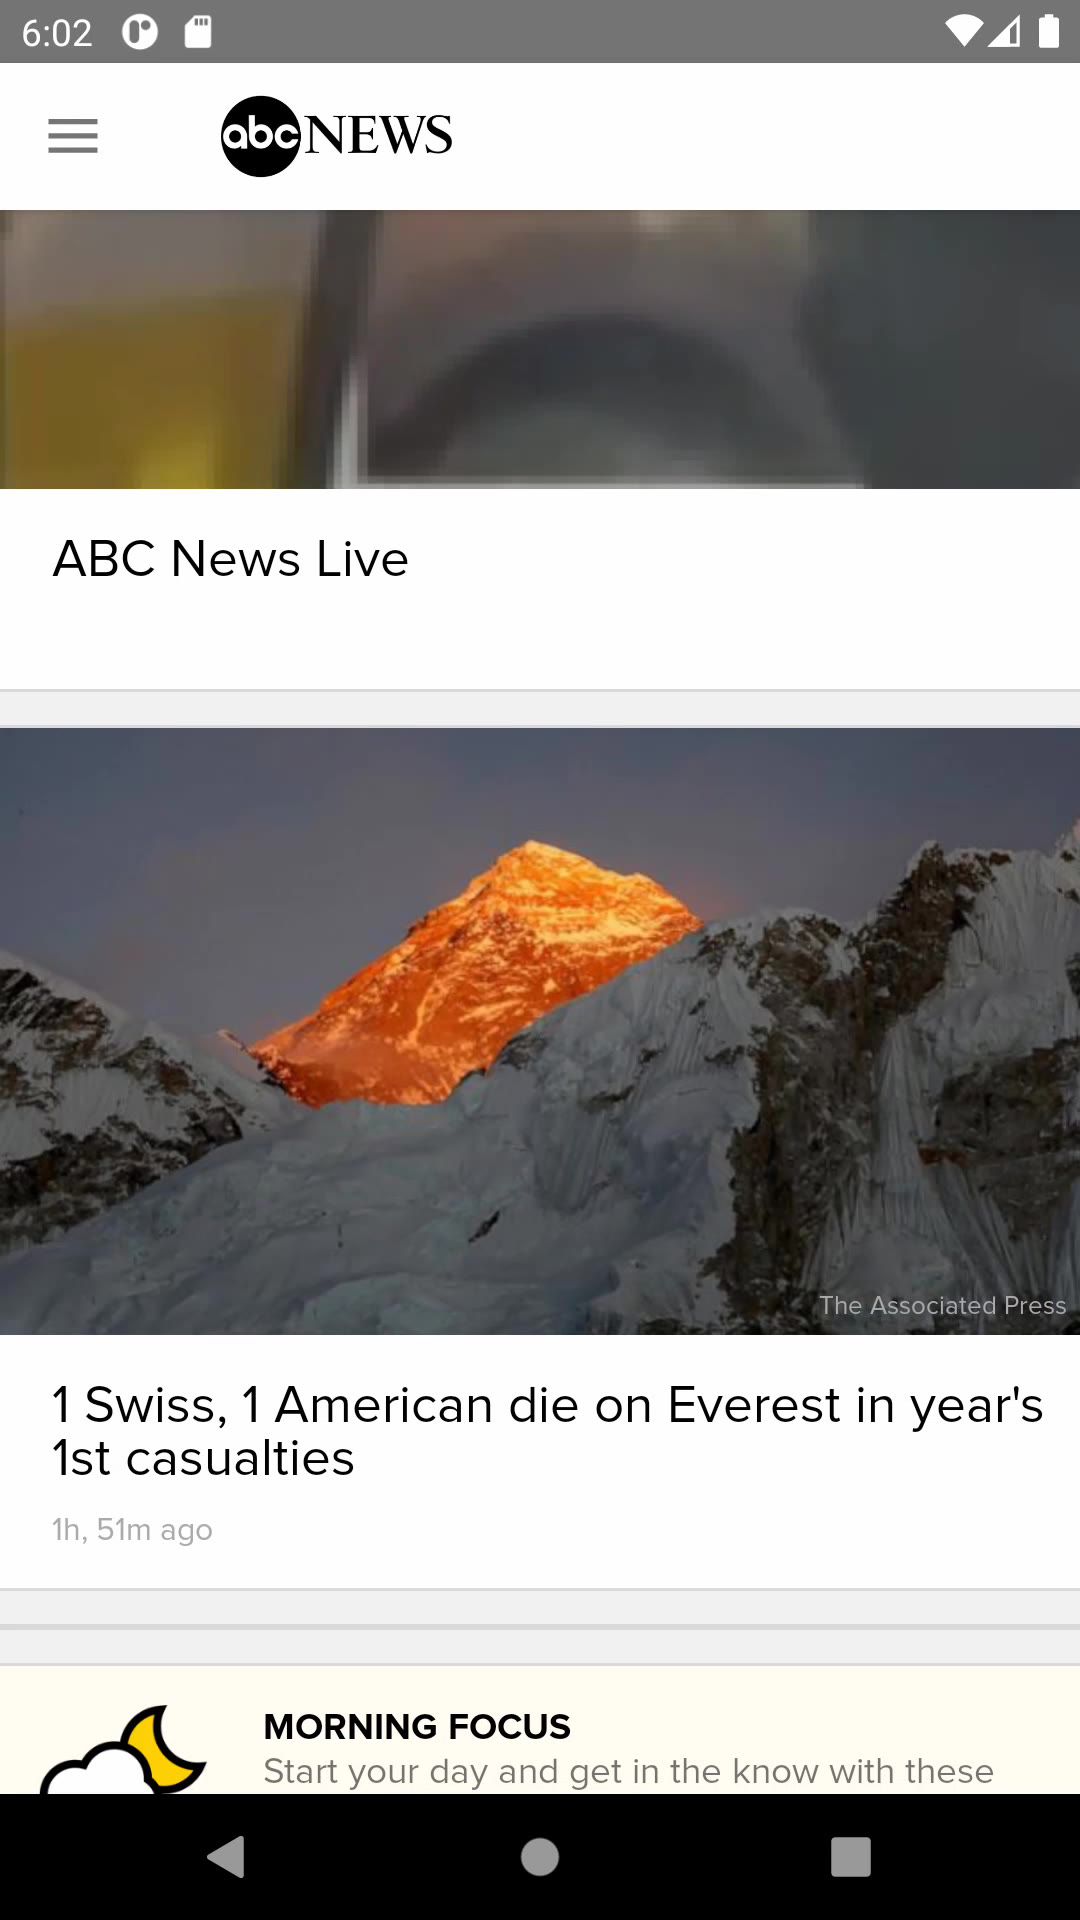 6:02
abc NEWS
ABC News Live
The Associated Press
1 Swiss, 1 American die on Everest in year's
1st casualties
1h, 51m ago
MORNING FOCUS
Start your day and get in the know with these